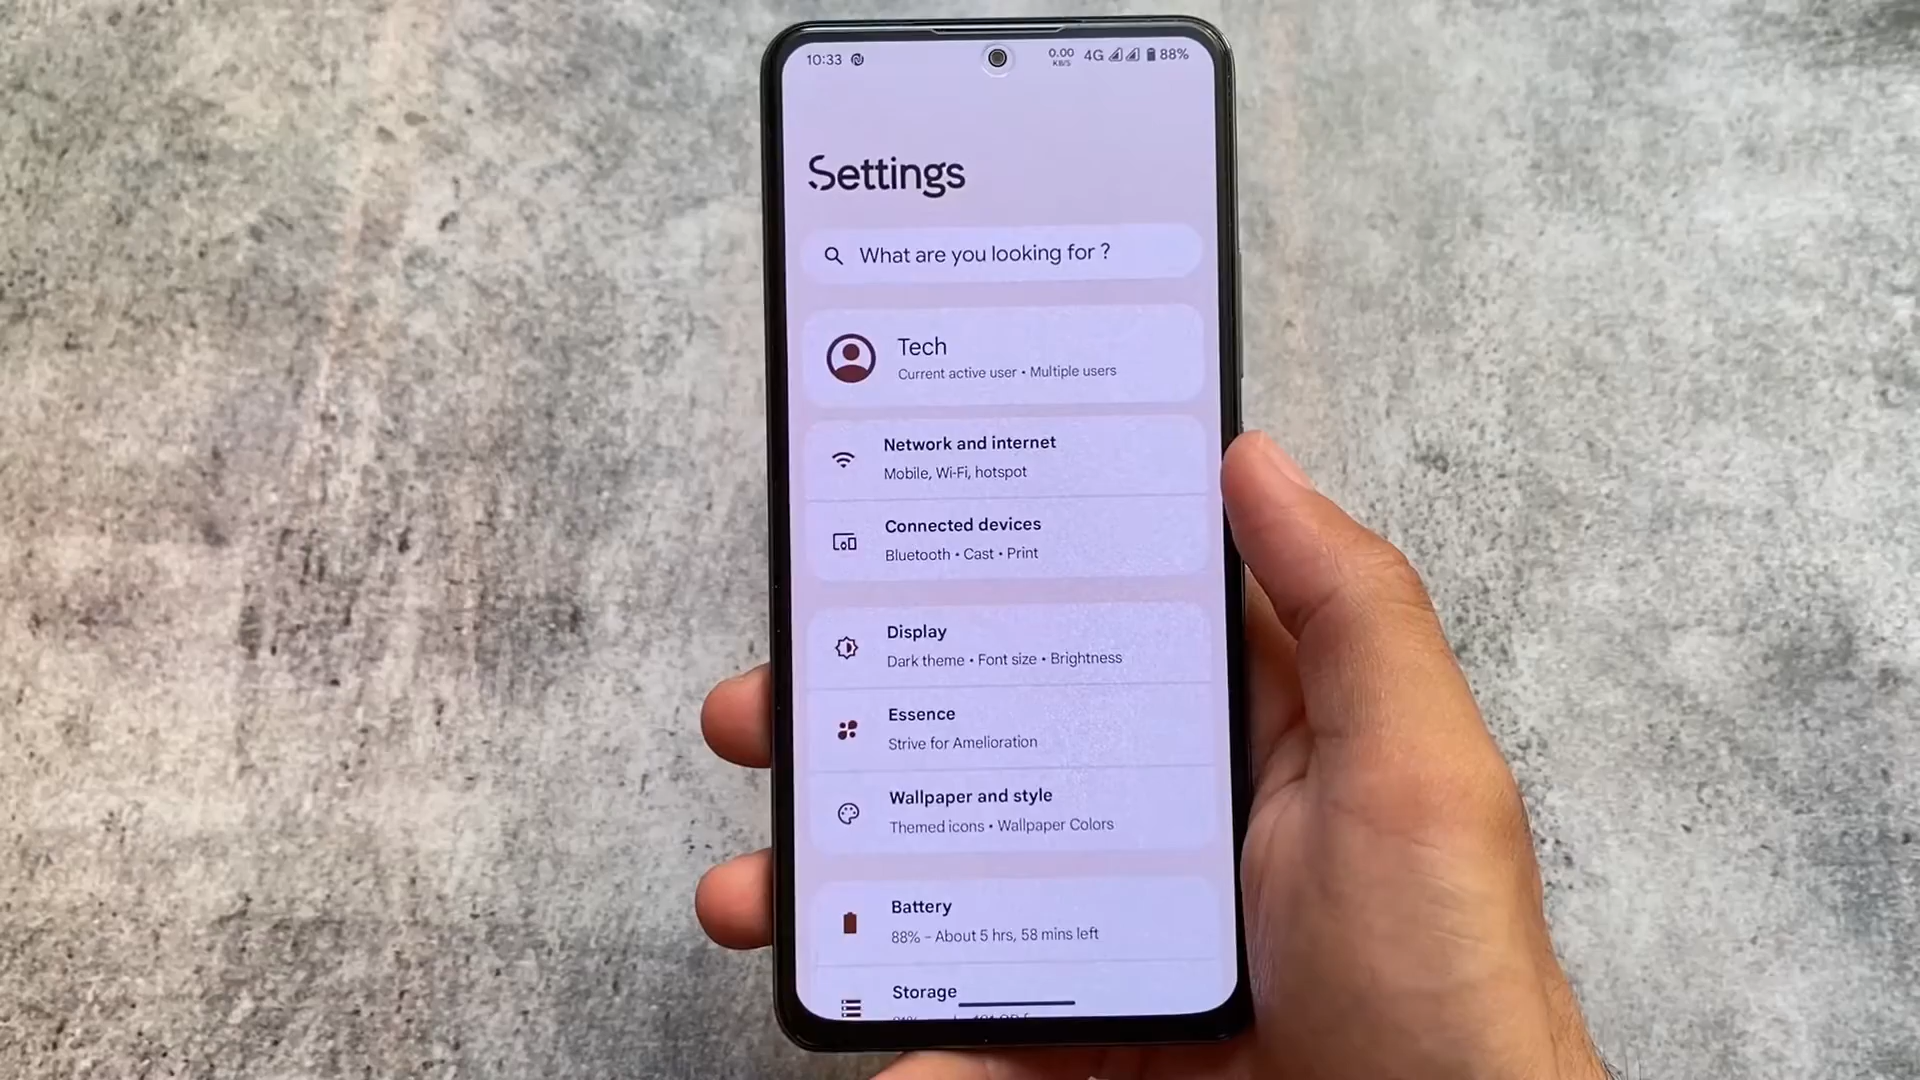 10:33
0.00
KB/S
4G
88%
Settings
What are you looking for ?
Tech
Current active user • Multiple users
Network and internet
Mobile, Wi-Fi, hotspot
Connected devices
Bluetooth • Cast • Print
Display
Dark theme • Font size • Brightness
Essence
Strive for Amelioration
Wallpaper and style
Themed icons • Wallpaper Colors
Battery
88% - About 5 hrs, 58 mins left
Storage